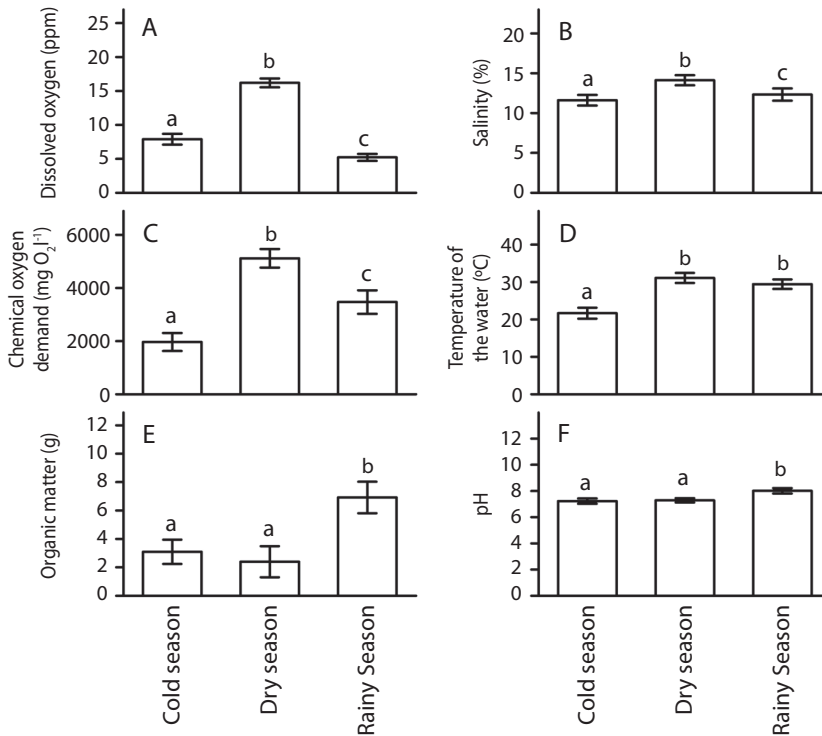 A
Dissolved oxygen (ppm)
25
20
15
10
5
0
a
b
c
B
Salinity (%)
20
15
10
5
0
a
b
c
C
Chemical oxygen
demand (mg O₂l⁻¹)
6000
4000
2000
0
a
b
c
D
Temperature of
the water (ºC)
40
30
20
10
0
a
b
b
E
Organic matter (g)
12
10
8
6
4
2
0
a
a
b
F
pH
12
10
8
6
4
2
0
a
a
b
Cold season
Dry season
Rainy Season
Cold season
Dry season
Rainy Season